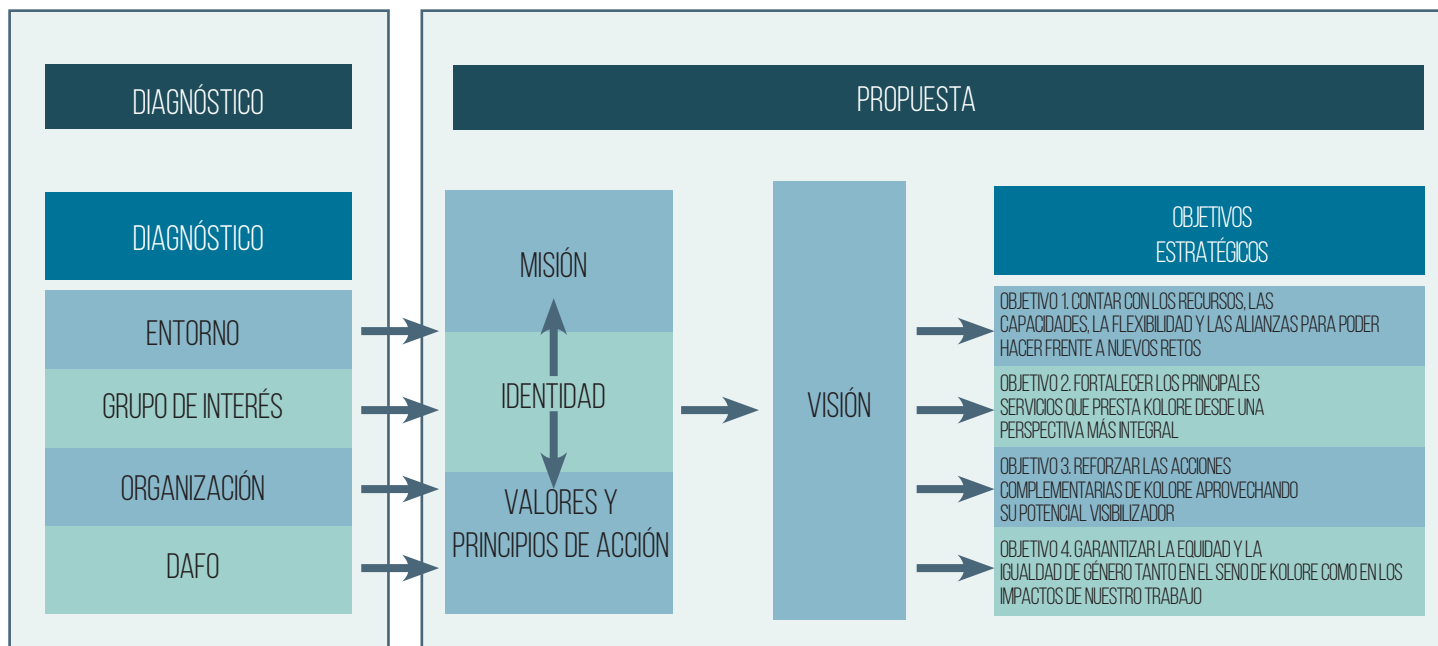 DIAGNÓSTICO
DIAGNÓSTICO
ENTORNO
GRUPO DE INTERÉS
ORGANIZACIÓN
DAFO
PROPUESTA
MISIÓN
IDENTIDAD
VALORES Y
PRINCIPIOS DE ACCIÓN
VISIÓN
OBJETIVOS
ESTRATÉGICOS
OBJETIVO 1. CONTAR CON LOS RECURSOS, LAS
CAPACIDADES, LA FLEXIBILIDAD Y LAS ALIANZAS PARA PODER
HACER FRENTE A NUEVOS RETOS
OBJETIVO 2. FORTALECER LOS PRINCIPALES
SERVICIOS QUE PRESTA KOLORE DESDE UNA
PERSPECTIVA MÁS INTEGRAL
OBJETIVO 3. REFORZAR LAS ACCIONES
COMPLEMENTARIAS DE KOLORE APROVECHANDO
SU POTENCIAL VISIBILIZADOR
OBJETIVO 4. GARANTIZAR LA EQUIDAD Y LA
IGUALDAD DE GÉNERO TANTO EN EL SENO DE KOLORE COMO EN LOS
IMPACTOS DE NUESTRO TRABAJO